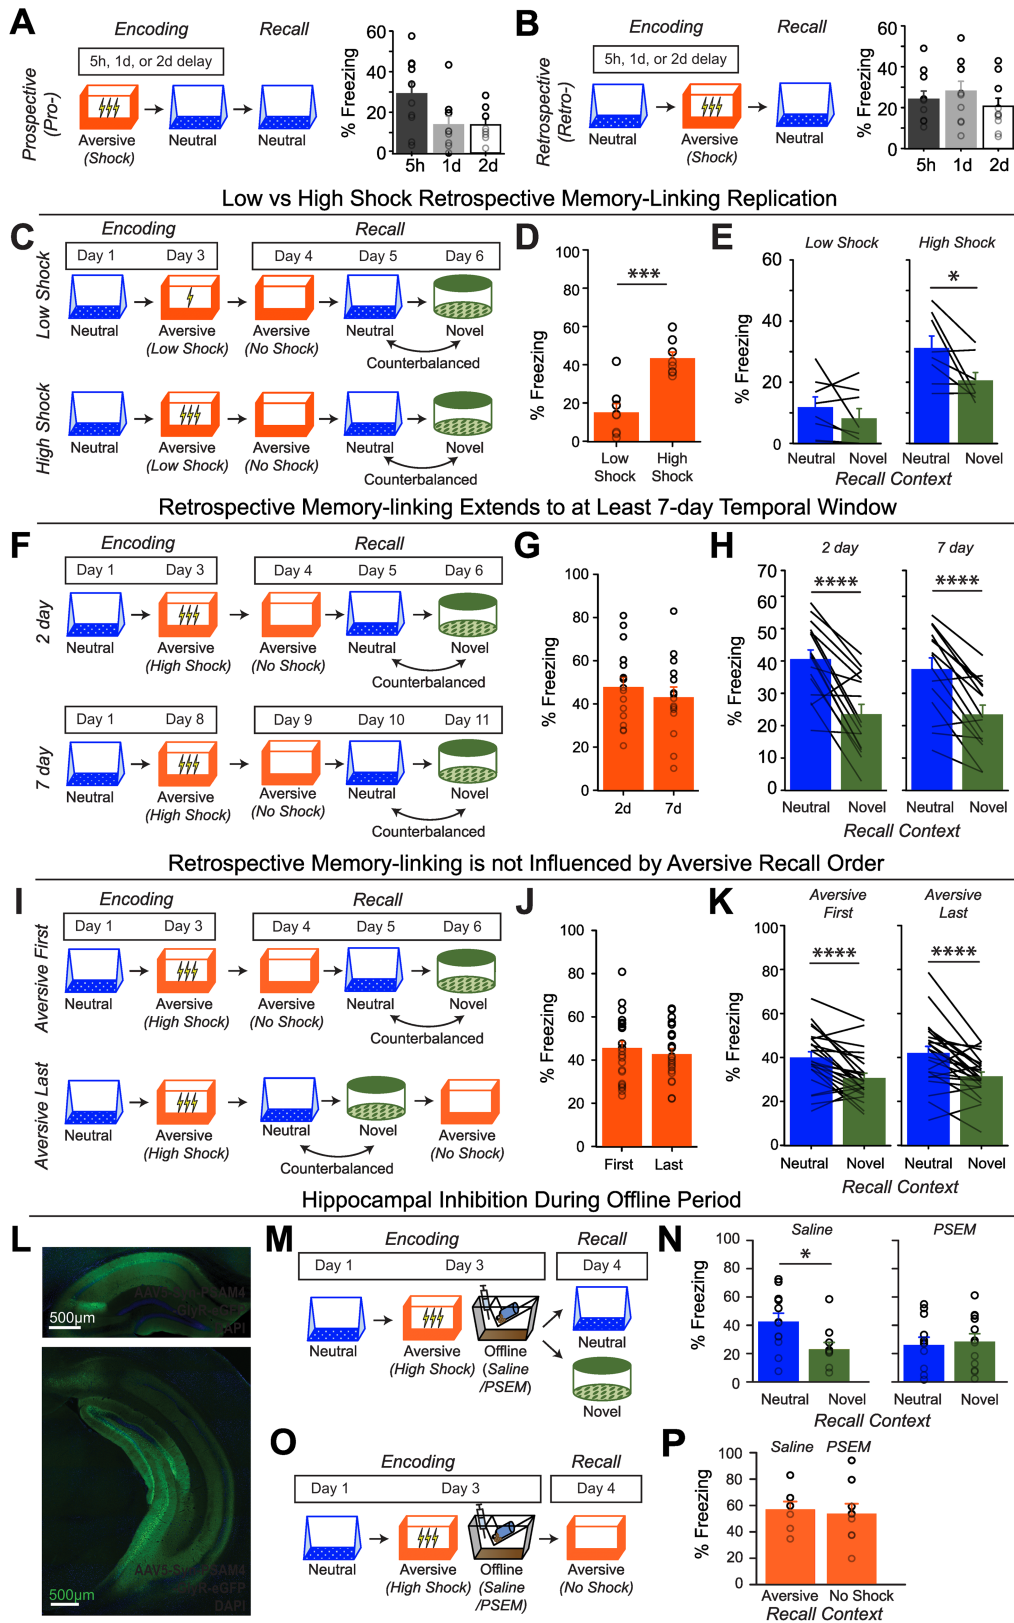 A
Encoding
Recall
Prospective
(Pro-)
5h, 1d, or 2d delay
Aversive
(Shock)
Neutral
Neutral
% Freezing
60
40
20
0
5h 1d 2d
B
Encoding
Recall
Retrospective
(Retro-)
5h, 1d, or 2d delay
Neutral
Aversive
(Shock)
Neutral
% Freezing
60
40
20
0
5h 1d 2d
Low vs High Shock Retrospective Memory-Linking Replication
C
Encoding
Recall
Low Shock
Day 1 Day 3
Day 4 Day 5 Day 6
Neutral
Aversive
(Low Shock)
Aversive
(No Shock)
Neutral
Novel
Counterbalanced
High Shock
Neutral
Aversive
(Low Shock)
Aversive
(No Shock)
Neutral
Novel
Counterbalanced
D
% Freezing
100
80
60
40
20
0
***
Low
Shock
High
Shock
E
Low Shock
High Shock
% Freezing
60
40
20
0
*
Neutral Novel
Neutral Novel
Recall Context
Retrospective Memory-linking Extends to at Least 7-day Temporal Window
F
Encoding
Recall
2 day
Day 1 Day 3
Day 4 Day 5 Day 6
Neutral
Aversive
(High Shock)
Aversive
(No Shock)
Neutral
Novel
Counterbalanced
7 day
Day 1 Day 8
Day 9 Day 10 Day 11
Neutral
Aversive
(High Shock)
Aversive
(No Shock)
Neutral
Novel
Counterbalanced
G
% Freezing
100
80
60
40
20
0
2d 7d
H
2 day
7 day
% Freezing
70
60
50
40
30
20
10
0
****
****
Neutral Novel
Neutral Novel
Recall Context
Retrospective Memory-linking is not Influenced by Aversive Recall Order
I
Encoding
Recall
Aversive First
Day 1 Day 3
Day 4 Day 5 Day 6
Neutral
Aversive
(High Shock)
Aversive
(No Shock)
Neutral
Novel
Counterbalanced
Aversive Last
Neutral
Aversive
(High Shock)
Neutral
Novel
Aversive
(No Shock)
Counterbalanced
J
% Freezing
100
80
60
40
20
0
First Last
K
Aversive
First
Aversive
Last
% Freezing
100
80
60
40
20
0
****
****
Neutral Novel
Neutral Novel
Recall Context
Hippocampal Inhibition During Offline Period
L
-GlyR-eGFP
DAPI
500µm
DAPI
500µm
M
Encoding
Recall
Day 1 Day 3
Day 4
Neutral
Aversive
(High Shock)
Offline
(Saline
/PSEM)
Neutral
Novel
N
Saline
PSEM
% Freezing
100
80
60
40
20
0
*
Neutral Novel
Neutral Novel
Recall Context
O
Encoding
Recall
Day 1 Day 3
Day 4
Neutral
Aversive
(High Shock)
Offline
(Saline
/PSEM)
Aversive
(No Shock)
P
Saline PSEM
% Freezing
100
80
60
40
20
0
Aversive No Shock
Recall Context